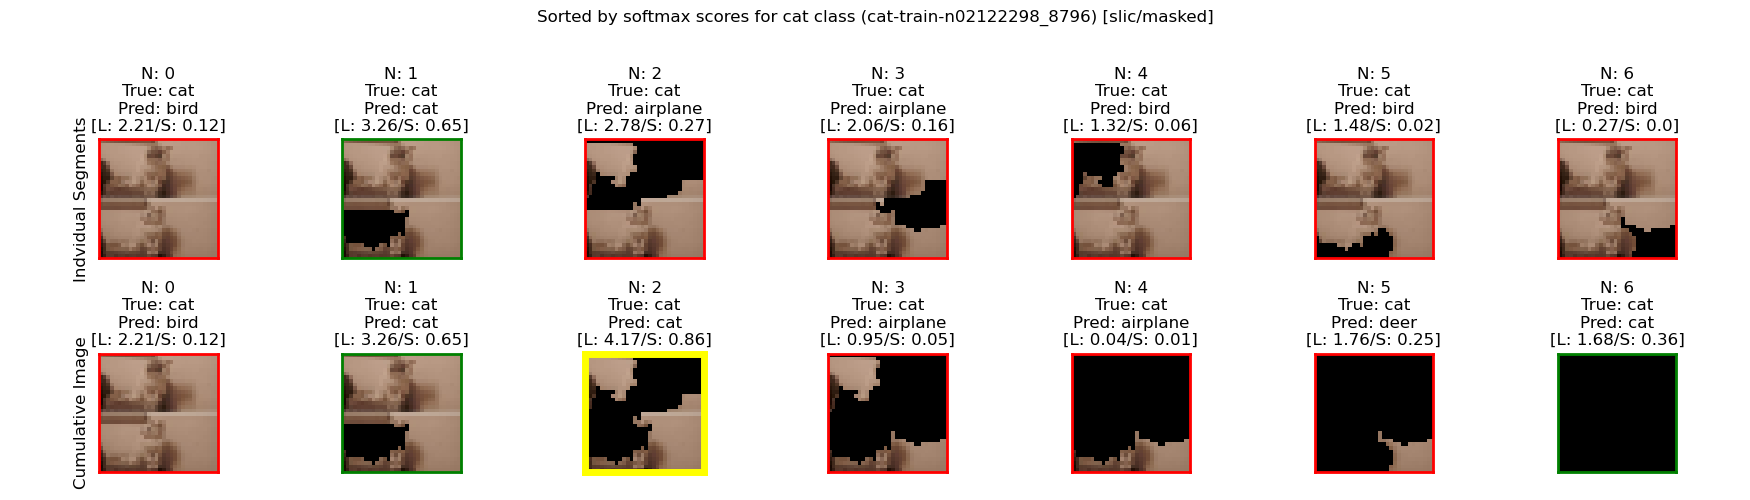 Sorted by softmax scores for cat class (cat-train-n02122298_8796) [slic/masked]
Indvidual Segments
N: 0
True: cat
Pred: bird
[L: 2.21/S: 0.12]
N: 1
True: cat
Pred: cat
[L: 3.26/S: 0.65]
N: 2
True: cat
Pred: airplane
[L: 2.78/S: 0.27]
N: 3
True: cat
Pred: airplane
[L: 2.06/S: 0.16]
N: 4
True: cat
Pred: bird
[L: 1.32/S: 0.06]
N: 5
True: cat
Pred: bird
[L: 1.48/S: 0.02]
N: 6
True: cat
Pred: bird
[L: 0.27/S: 0.0]
Cumulative Image
N: 0
True: cat
Pred: bird
[L: 2.21/S: 0.12]
N: 1
True: cat
Pred: cat
[L: 3.26/S: 0.65]
N: 2
True: cat
Pred: cat
[L: 4.17/S: 0.86]
N: 3
True: cat
Pred: airplane
[L: 0.95/S: 0.05]
N: 4
True: cat
Pred: airplane
[L: 0.04/S: 0.01]
N: 5
True: cat
Pred: deer
[L: 1.76/S: 0.25]
N: 6
True: cat
Pred: cat
[L: 1.68/S: 0.36]